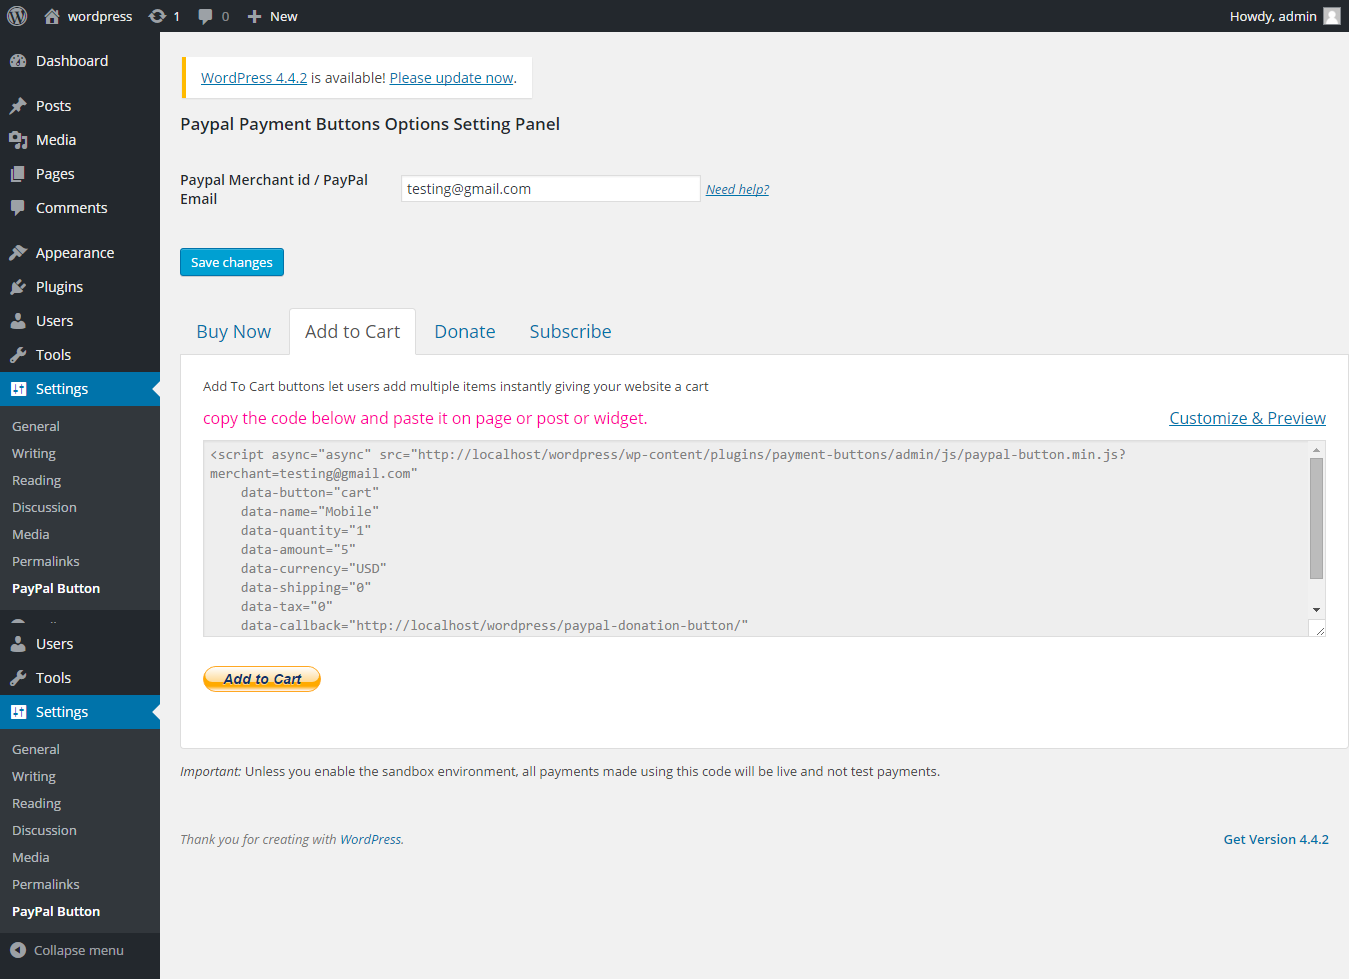 wordpress 1 0 New Howdy, admin
Dashboard
Posts
Media
Pages
Comments
Appearance
Plugins
Users
Tools
Settings
General
Writing
Reading
Discussion
Media
Permalinks
PayPal Button
Users
Tools
Settings
General
Writing
Reading
Discussion
Media
Permalinks
PayPal Button
Collapse menu
WordPress 4.4.2 is available! Please update now.
Paypal Payment Buttons Options Setting Panel
Paypal Merchant id / PayPal
Email
testing@gmail.com Need help?
Save changes
Buy Now Add to Cart Donate Subscribe
Add To Cart buttons let users add multiple items instantly giving your website a cart
copy the code below and paste it on page or post or widget. Customize & Preview
<script async="async" src="http://localhost/wordpress/wp-content/plugins/payment-buttons/admin/js/paypal-button.min.js?
merchant=testing@gmail.com"
data-button="cart"
data-name="Mobile"
data-quantity="1"
data-amount="5"
data-currency="USD"
data-shipping="0"
data-tax="0"
data-callback="http://localhost/wordpress/paypal-donation-button/"
Add to Cart
Important: Unless you enable the sandbox environment, all payments made using this code will be live and not test payments.
Thank you for creating with WordPress. Get Version 4.4.2